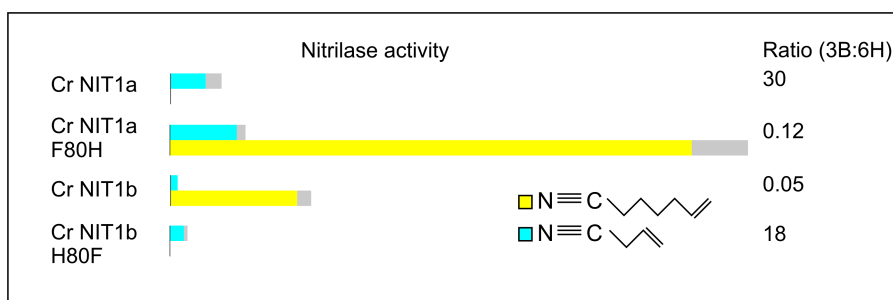 Nitrilase activity
Ratio (3B:6H)
Cr NIT1a
30
Cr NIT1a
F80H
0.12
Cr NIT1b
0.05
Cr NIT1b
H80F
18
N≡C
N≡C